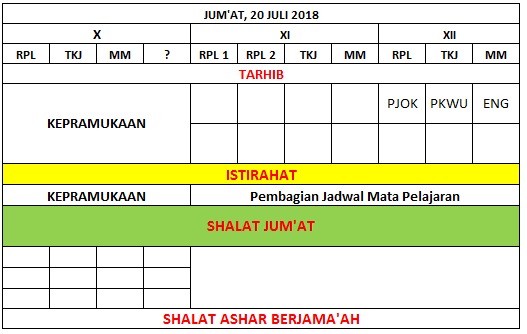 JUM'AT, 20 JULI 2018
X XI XII
RPL TKJ MM ? RPL 1 RPL 2 TKJ MM RPL TKJ MM
TARHIB
PJOK PKWU ENG
KEPRAMUKAAN
ISTIRAHAT
KEPRAMUKAAN Pembagian Jadwal Mata Pelajaran
SHALAT JUM'AT
SHALAT ASHAR BERJAMA'AH